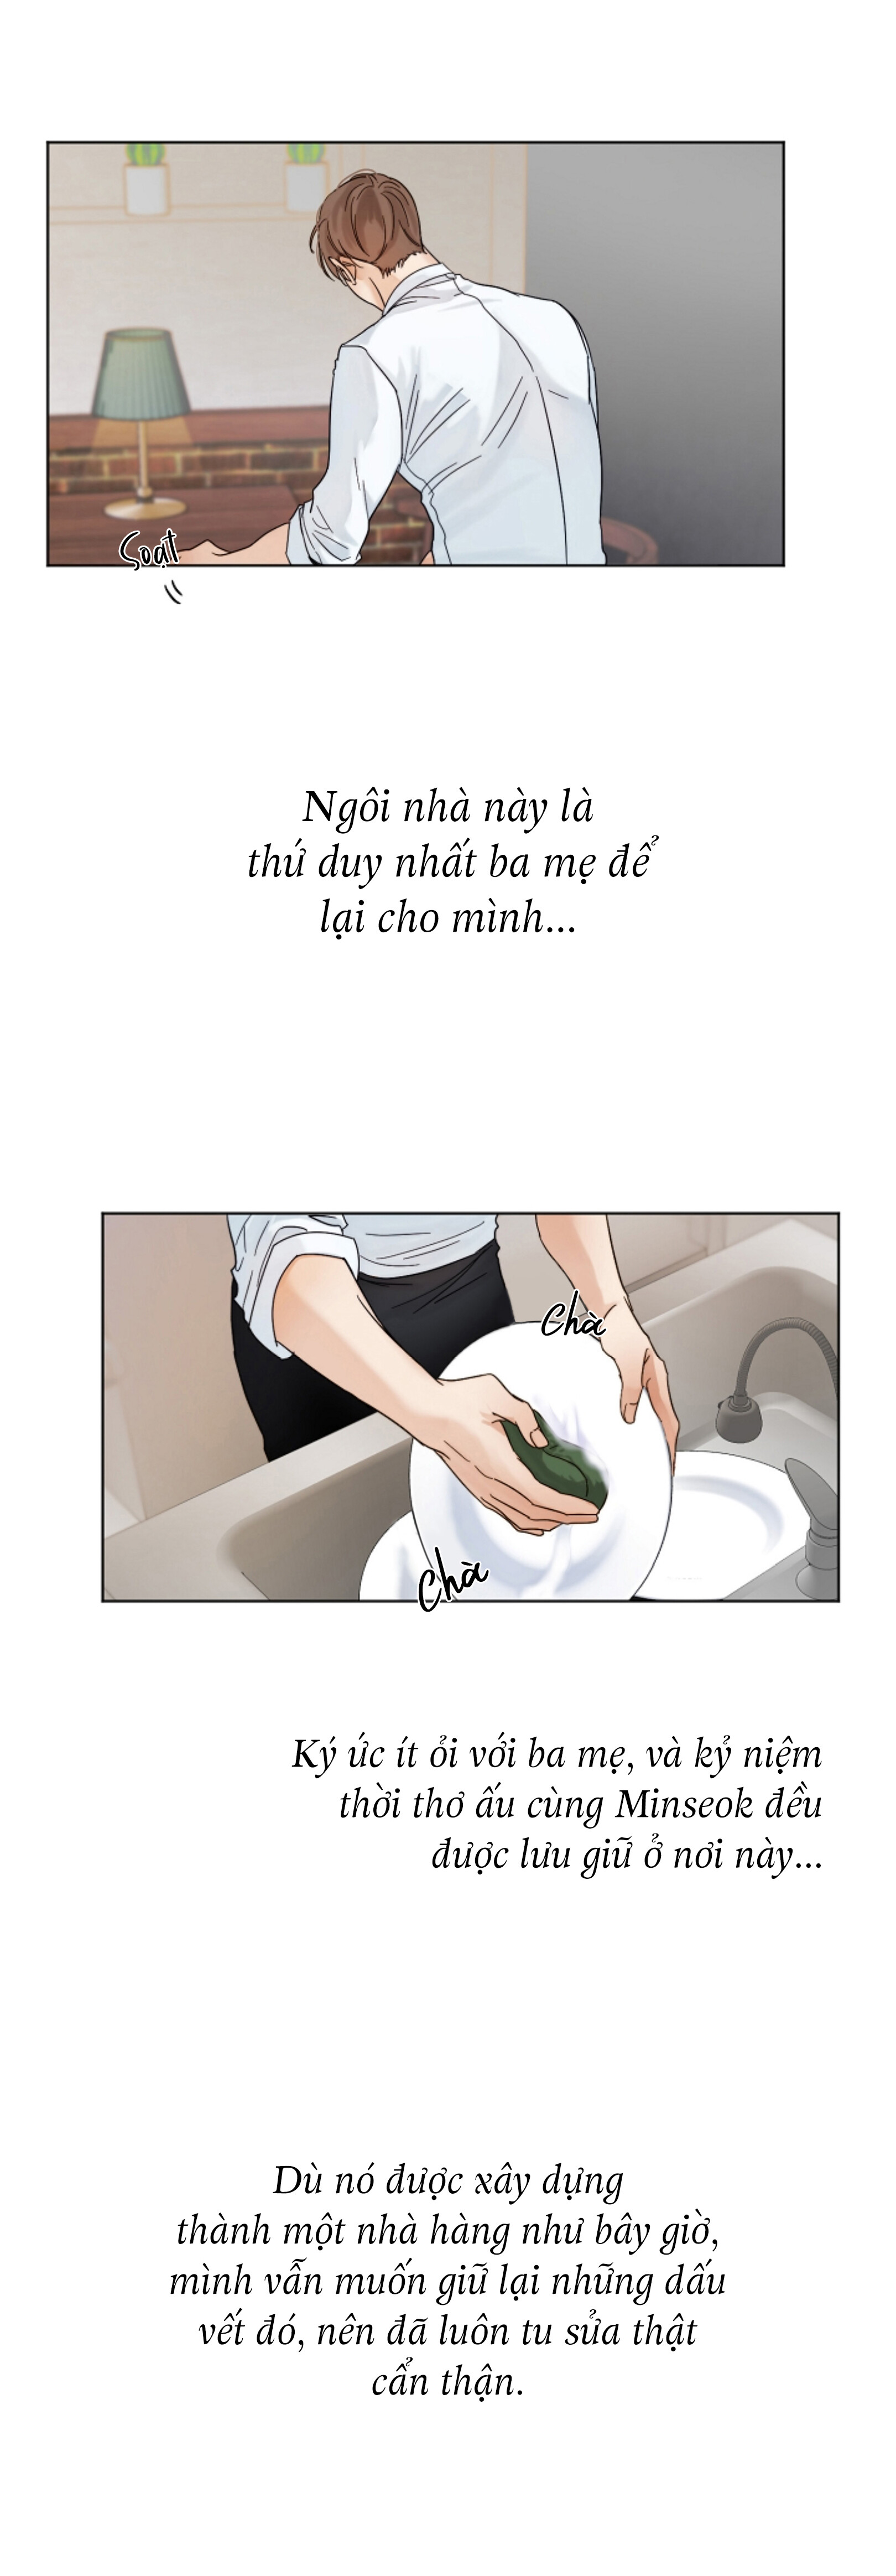 Soạt
Ngôi nhà này là
thứ duy nhất ba mẹ để
lại cho mình...
Chà
Chà
Ký ức ít ỏi với ba mẹ, và kỷ niệm
thời thơ ấu cùng Minseok đều
được lưu giữ ở nơi này...
Dù nó được xây dựng
thành một nhà hàng như bây giờ,
mình vẫn muốn giữ lại những dấu
vết đó, nên đã luôn tu sửa thật
cẩn thận.